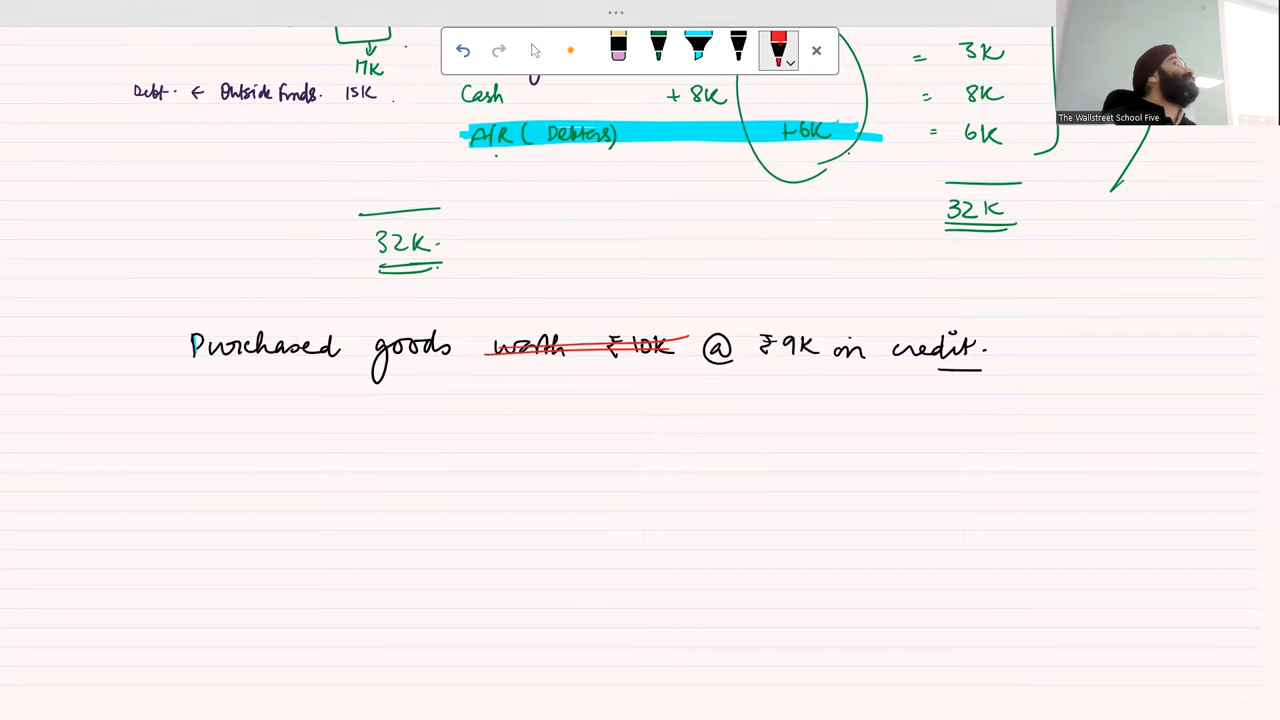 = 3K
17K
Debt. ← Outside Funds. 15K. Cash +8K = 8K
A/R ( Debtors) +6K = 6K
The Wallstreet School Five
32K
32K.
Purchased goods worth ₹10K @ ₹9K on credit.